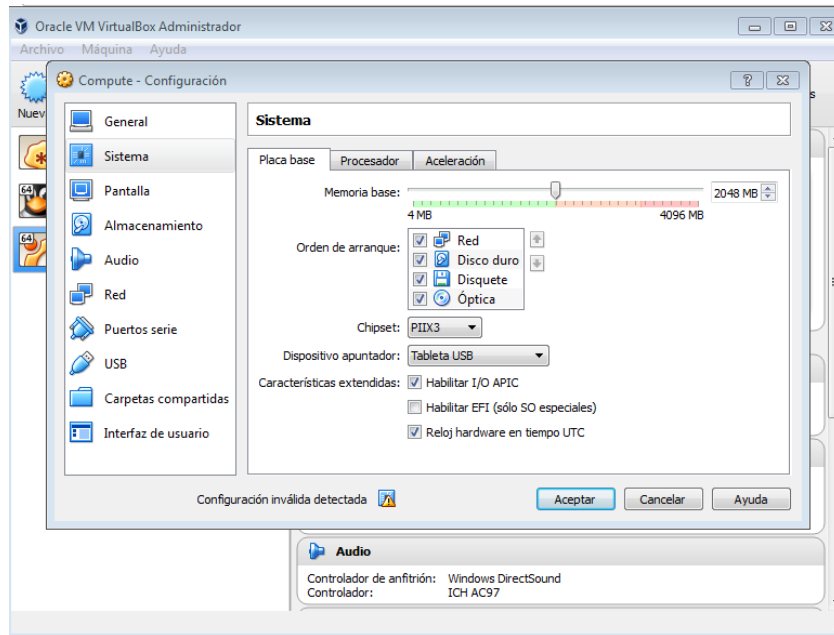 Oracle VM VirtualBox Administrador
Archivo Máquina Ayuda
Compute - Configuración
Nuev
s
General
Sistema
Pantalla
Almacenamiento
Audio
Red
Puertos serie
USB
Carpetas compartidas
Interfaz de usuario
Sistema
Placa base Procesador Aceleración
Memoria base: 2048 MB
4 MB 4096 MB
Orden de arranque: Red
Disco duro
Disquete
Óptica
Chipset: PIIX3
Dispositivo apuntador: Tableta USB
Características extendidas: Habilitar I/O APIC
Habilitar EFI (sólo SO especiales)
Reloj hardware en tiempo UTC
Configuración inválida detectada Aceptar Cancelar Ayuda
64
64
Audio
Controlador de anfitrión: Windows DirectSound
Controlador: ICH AC97